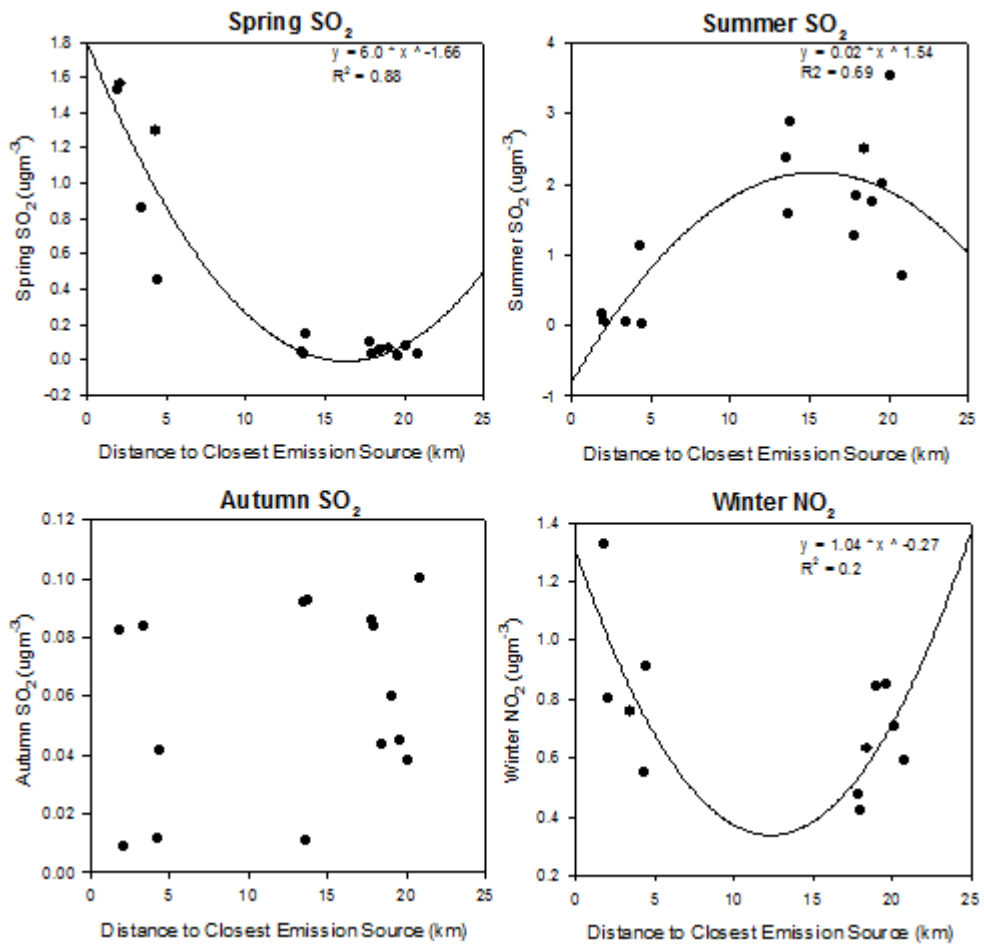 Spring SO₂
y = 6.0 * x ^ -1.66
R² = 0.88
1.8
1.6
1.4
1.2
1.0
0.8
0.6
0.4
0.2
0.0
-0.2
Spring SO₂ (ugm⁻³)
0 5 10 15 20 25
Distance to Closest Emission Source (km)
Summer SO₂
y = 0.02 * x ^ 1.54
R2 = 0.69
4
3
2
1
0
-1
Summer SO₂ (ugm⁻³)
0 5 10 15 20 25
Distance to Closest Emission Source (km)
Autumn SO₂
0.12
0.10
0.08
0.06
0.04
0.02
0.00
Autumn SO₂ (ugm⁻³)
0 5 10 15 20 25
Distance to Closest Emission Source (km)
Winter NO₂
y = 1.04 * x ^ -0.27
R² = 0.2
1.4
1.2
1.0
0.8
0.6
0.4
0.2
Winter NO₂ (ugm⁻³)
0 5 10 15 20 25
Distance to Closest Emission Source (km)